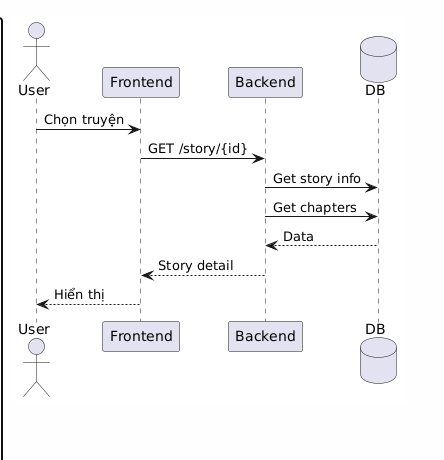 User
Frontend
Backend
DB
Chọn truyện
GET /story/{id}
Get story info
Get chapters
Data
Story detail
Hiển thị
User
Frontend
Backend
DB